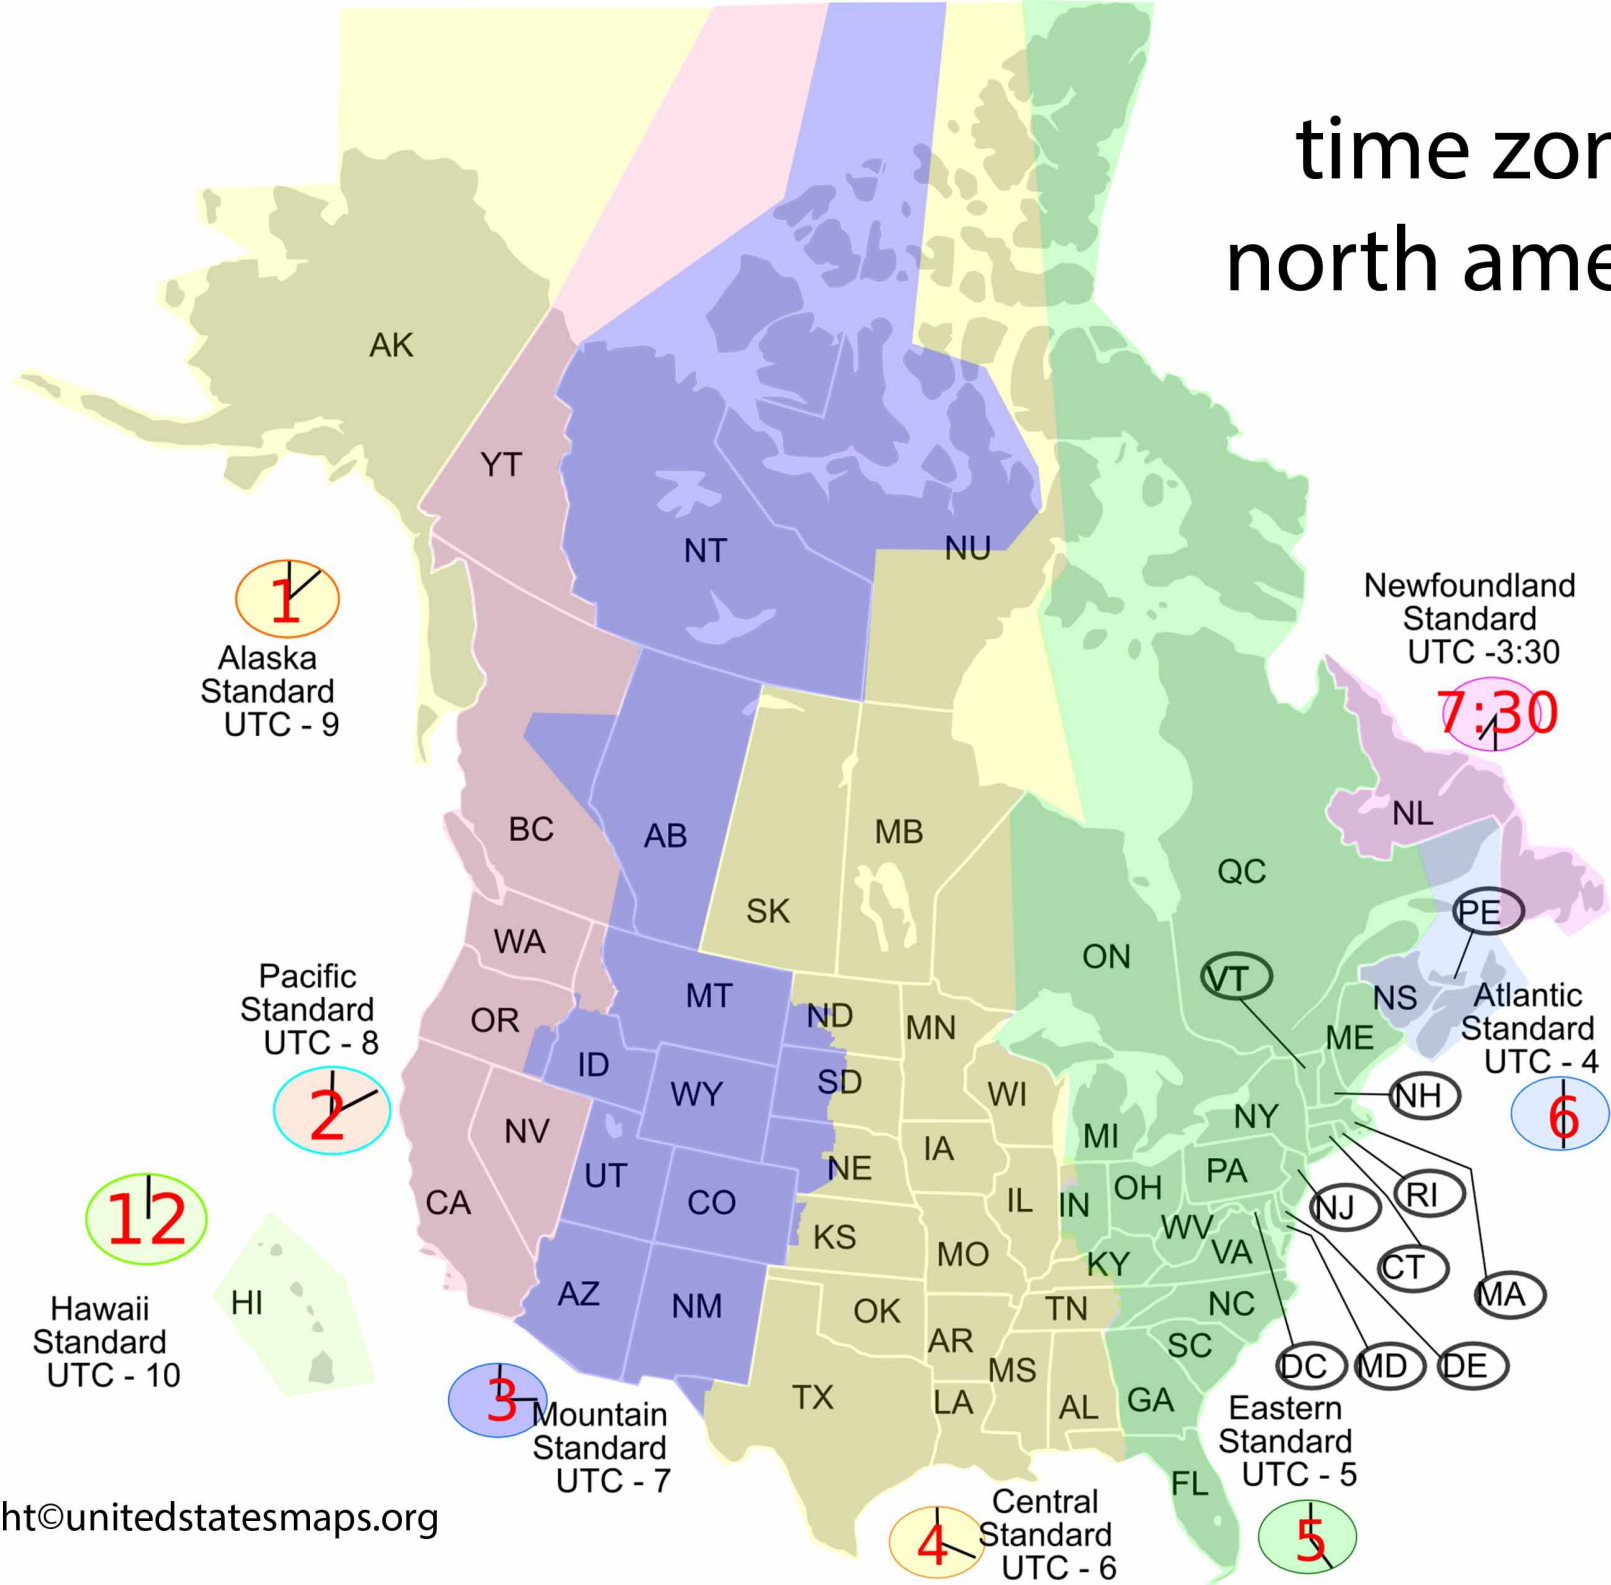 time zor
north ame
AK
YT
NT
NU
1
Alaska
Standard
UTC - 9
Newfoundland
Standard
UTC -3:30
7:30
NL
BC
AB
SK
MB
ON
QC
PE
VT
NS
Atlantic
Standard
UTC - 4
6
WA
OR
Pacific
Standard
UTC - 8
2
MT
ID
WY
ND
SD
MN
WI
ME
NH
NY
MI
NV
CA
UT
CO
NE
IA
IL
IN
OH
PA
NJ
RI
CT
MA
12
HI
Hawaii
Standard
UTC - 10
AZ
NM
KS
MO
KY
WV
VA
OK
AR
TN
NC
SC
DC
MD
DE
3
Mountain
Standard
UTC - 7
TX
LA
MS
AL
GA
FL
Eastern
Standard
UTC - 5
5
Central
Standard
UTC - 6
4
ht©unitedstatesmaps.org